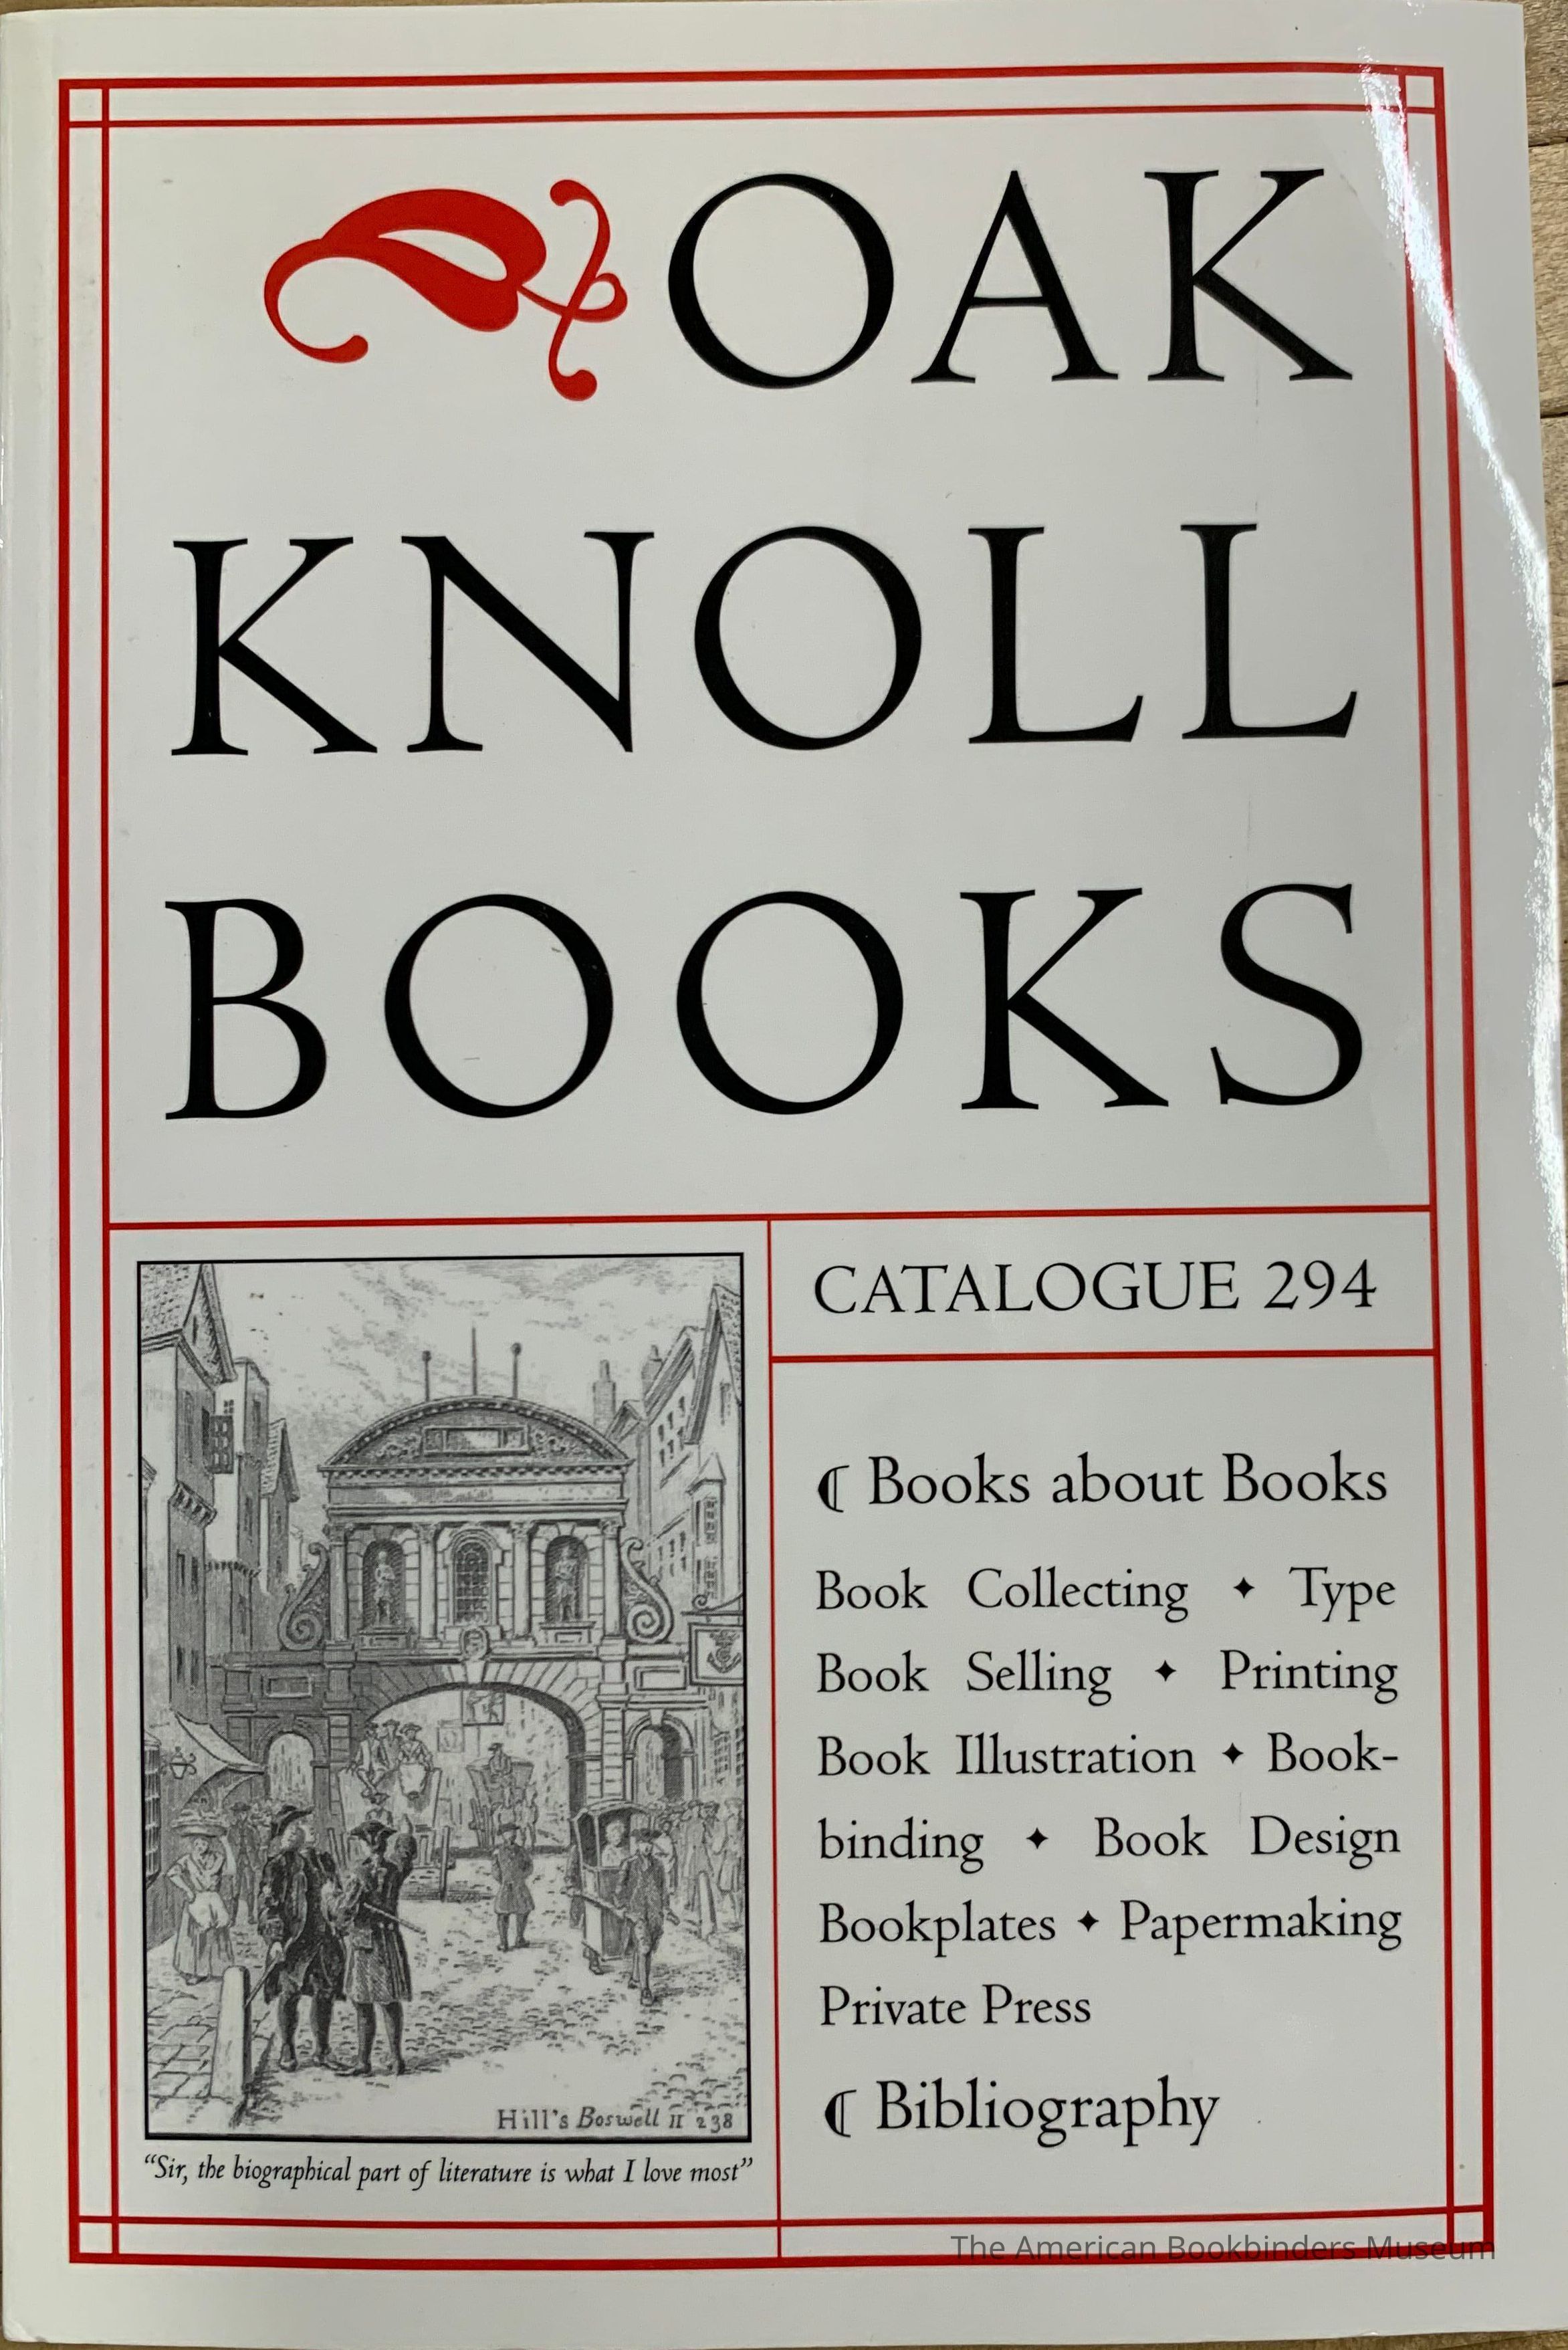 OAK
KNOLL
BOOKS
CATALOGUE 294
⁋ Books about Books
Book Collecting ✦ Type
Book Selling ✦ Printing
Book Illustration ✦ Book-
binding ✦ Book Design
Bookplates ✦ Papermaking
Private Press
⁋ Bibliography
Hill's Boswell II 238
“Sir, the biographical part of literature is what I love most”
The American Bookbinders Museum